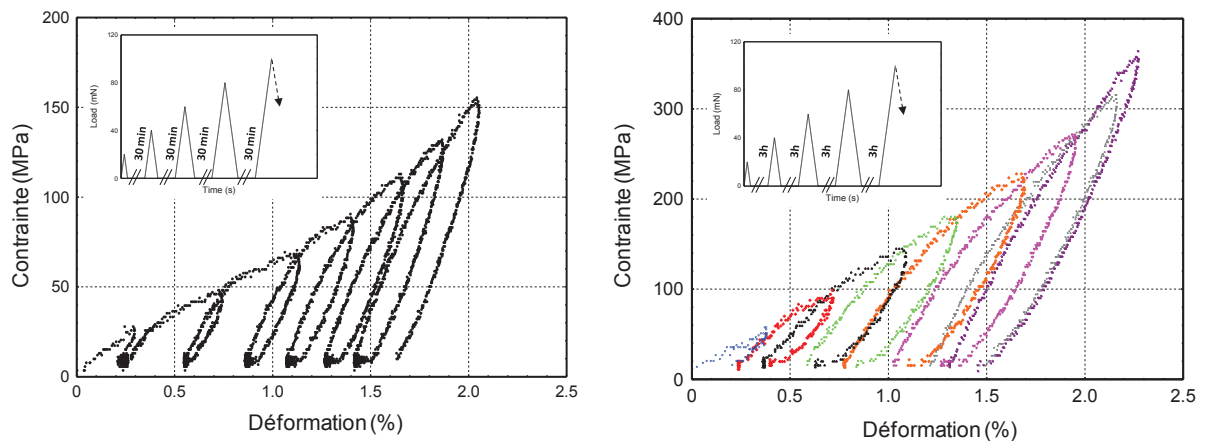 200
150
100
50
0
Contrainte (MPa)
0
0.5
1.0
1.5
2.0
2.5
Déformation (%)
120
80
40
0
Load (mN)
30 min
30 min
30 min
30 min
Time (s)
400
300
200
100
0
Contrainte (MPa)
0
0.5
1.0
1.5
2.0
2.5
Déformation (%)
120
80
40
0
Load (mN)
3h
3h
3h
3h
Time (s)